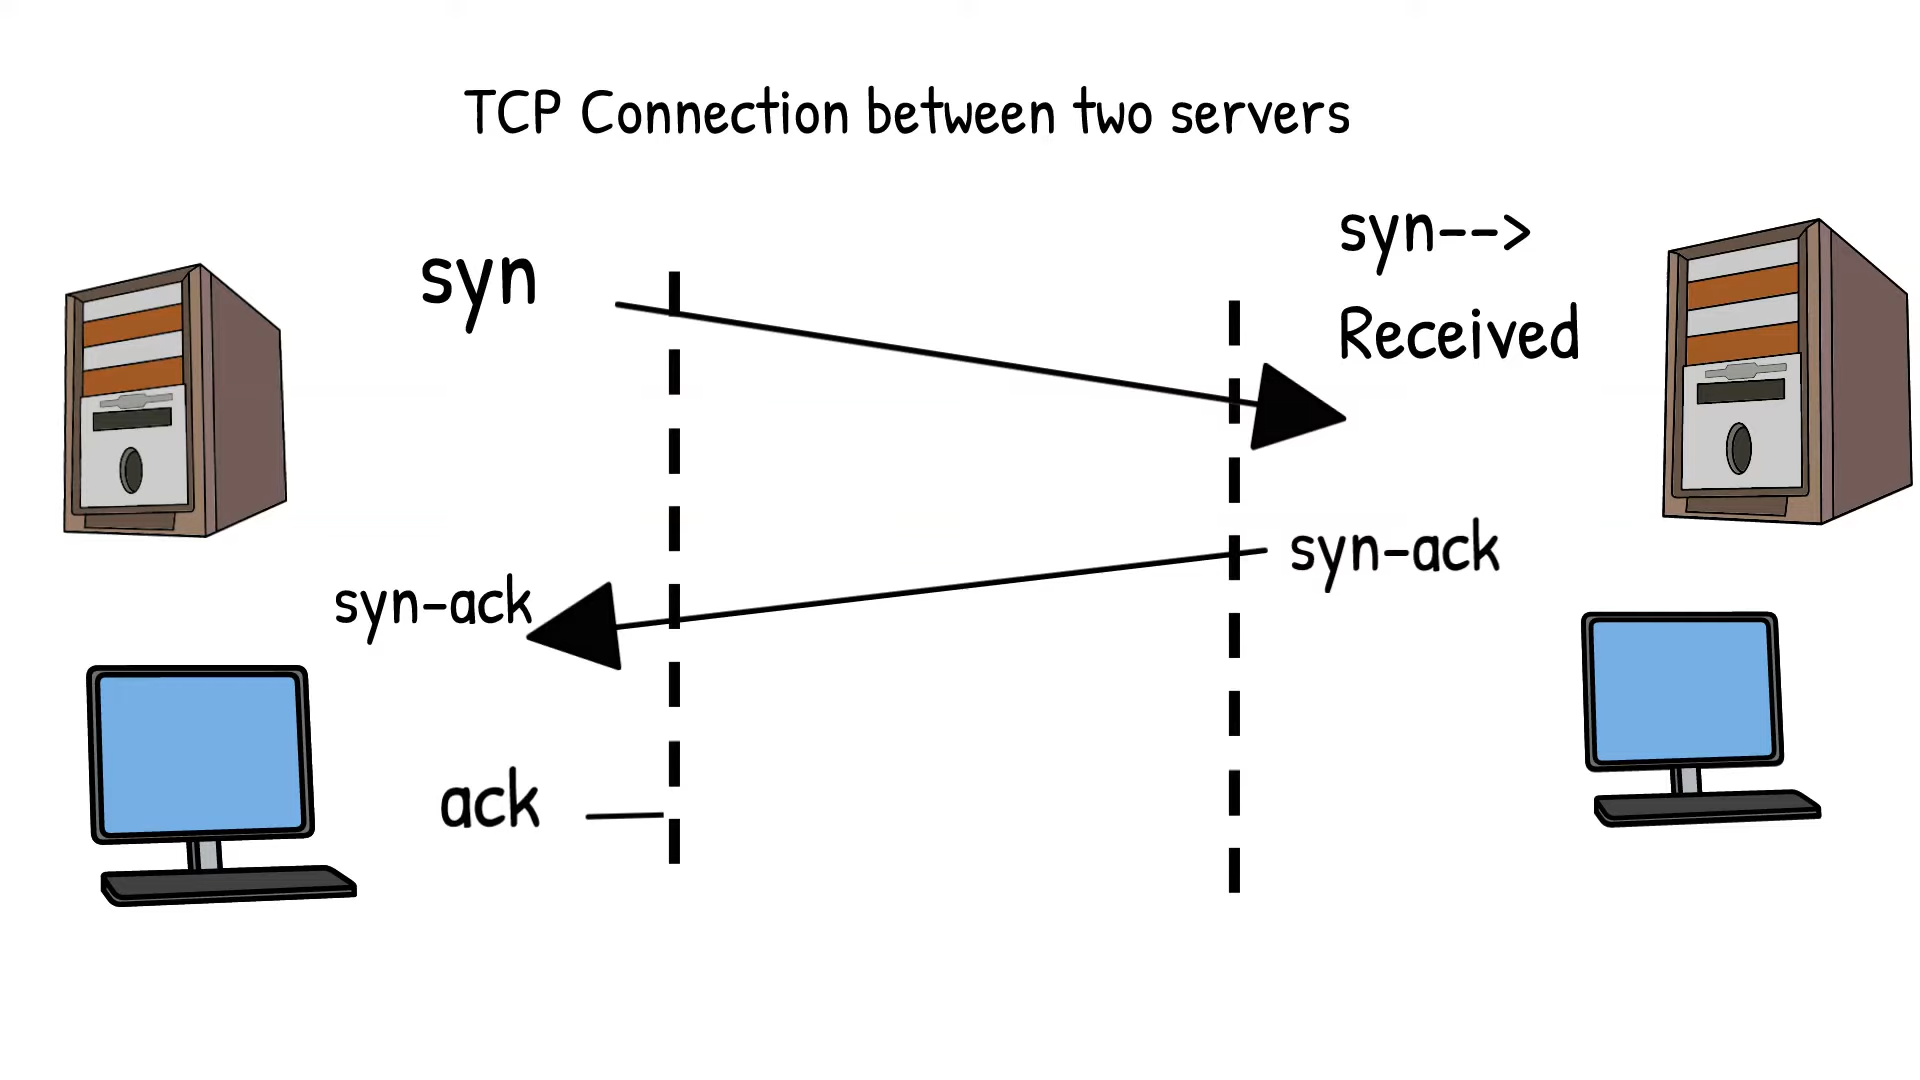 TCP Connection between two servers
syn
syn-->
Received
syn-ack
syn-ack
ack